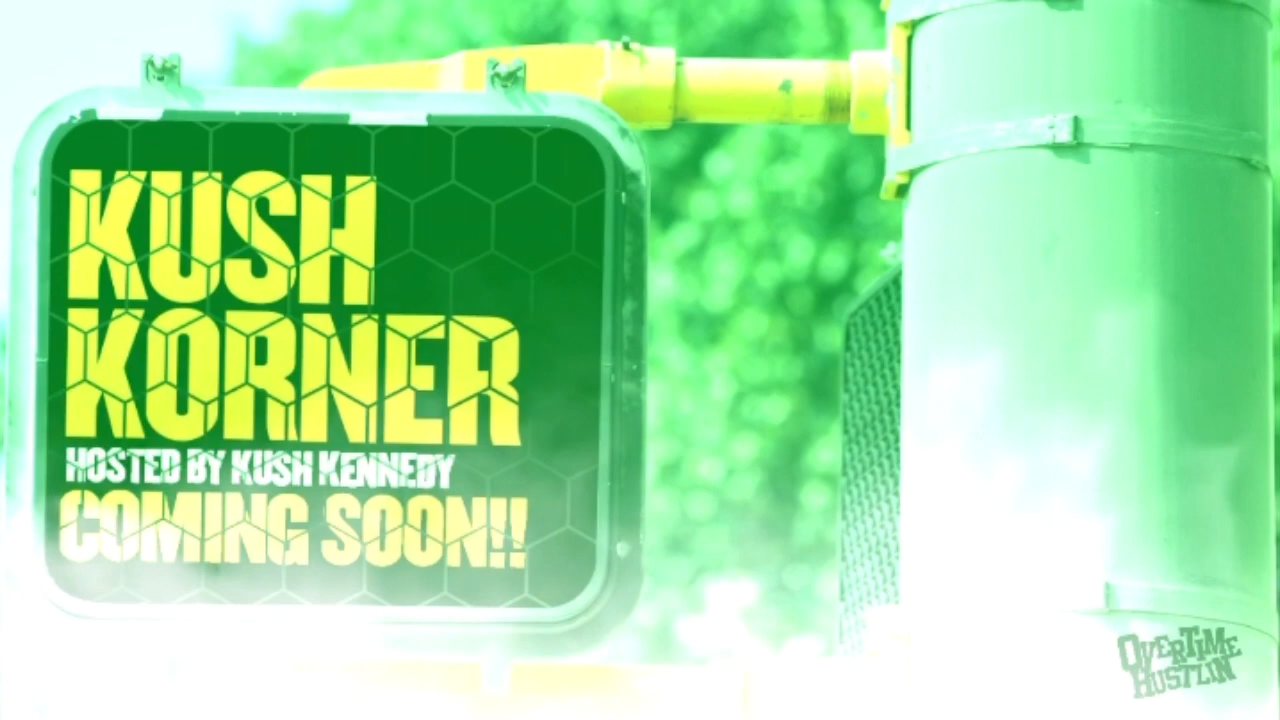 KUSH
KORNER
HOSTED BY KUSH KENNEDY
COMING SOON!!
OVERTIME
HUSTLIN